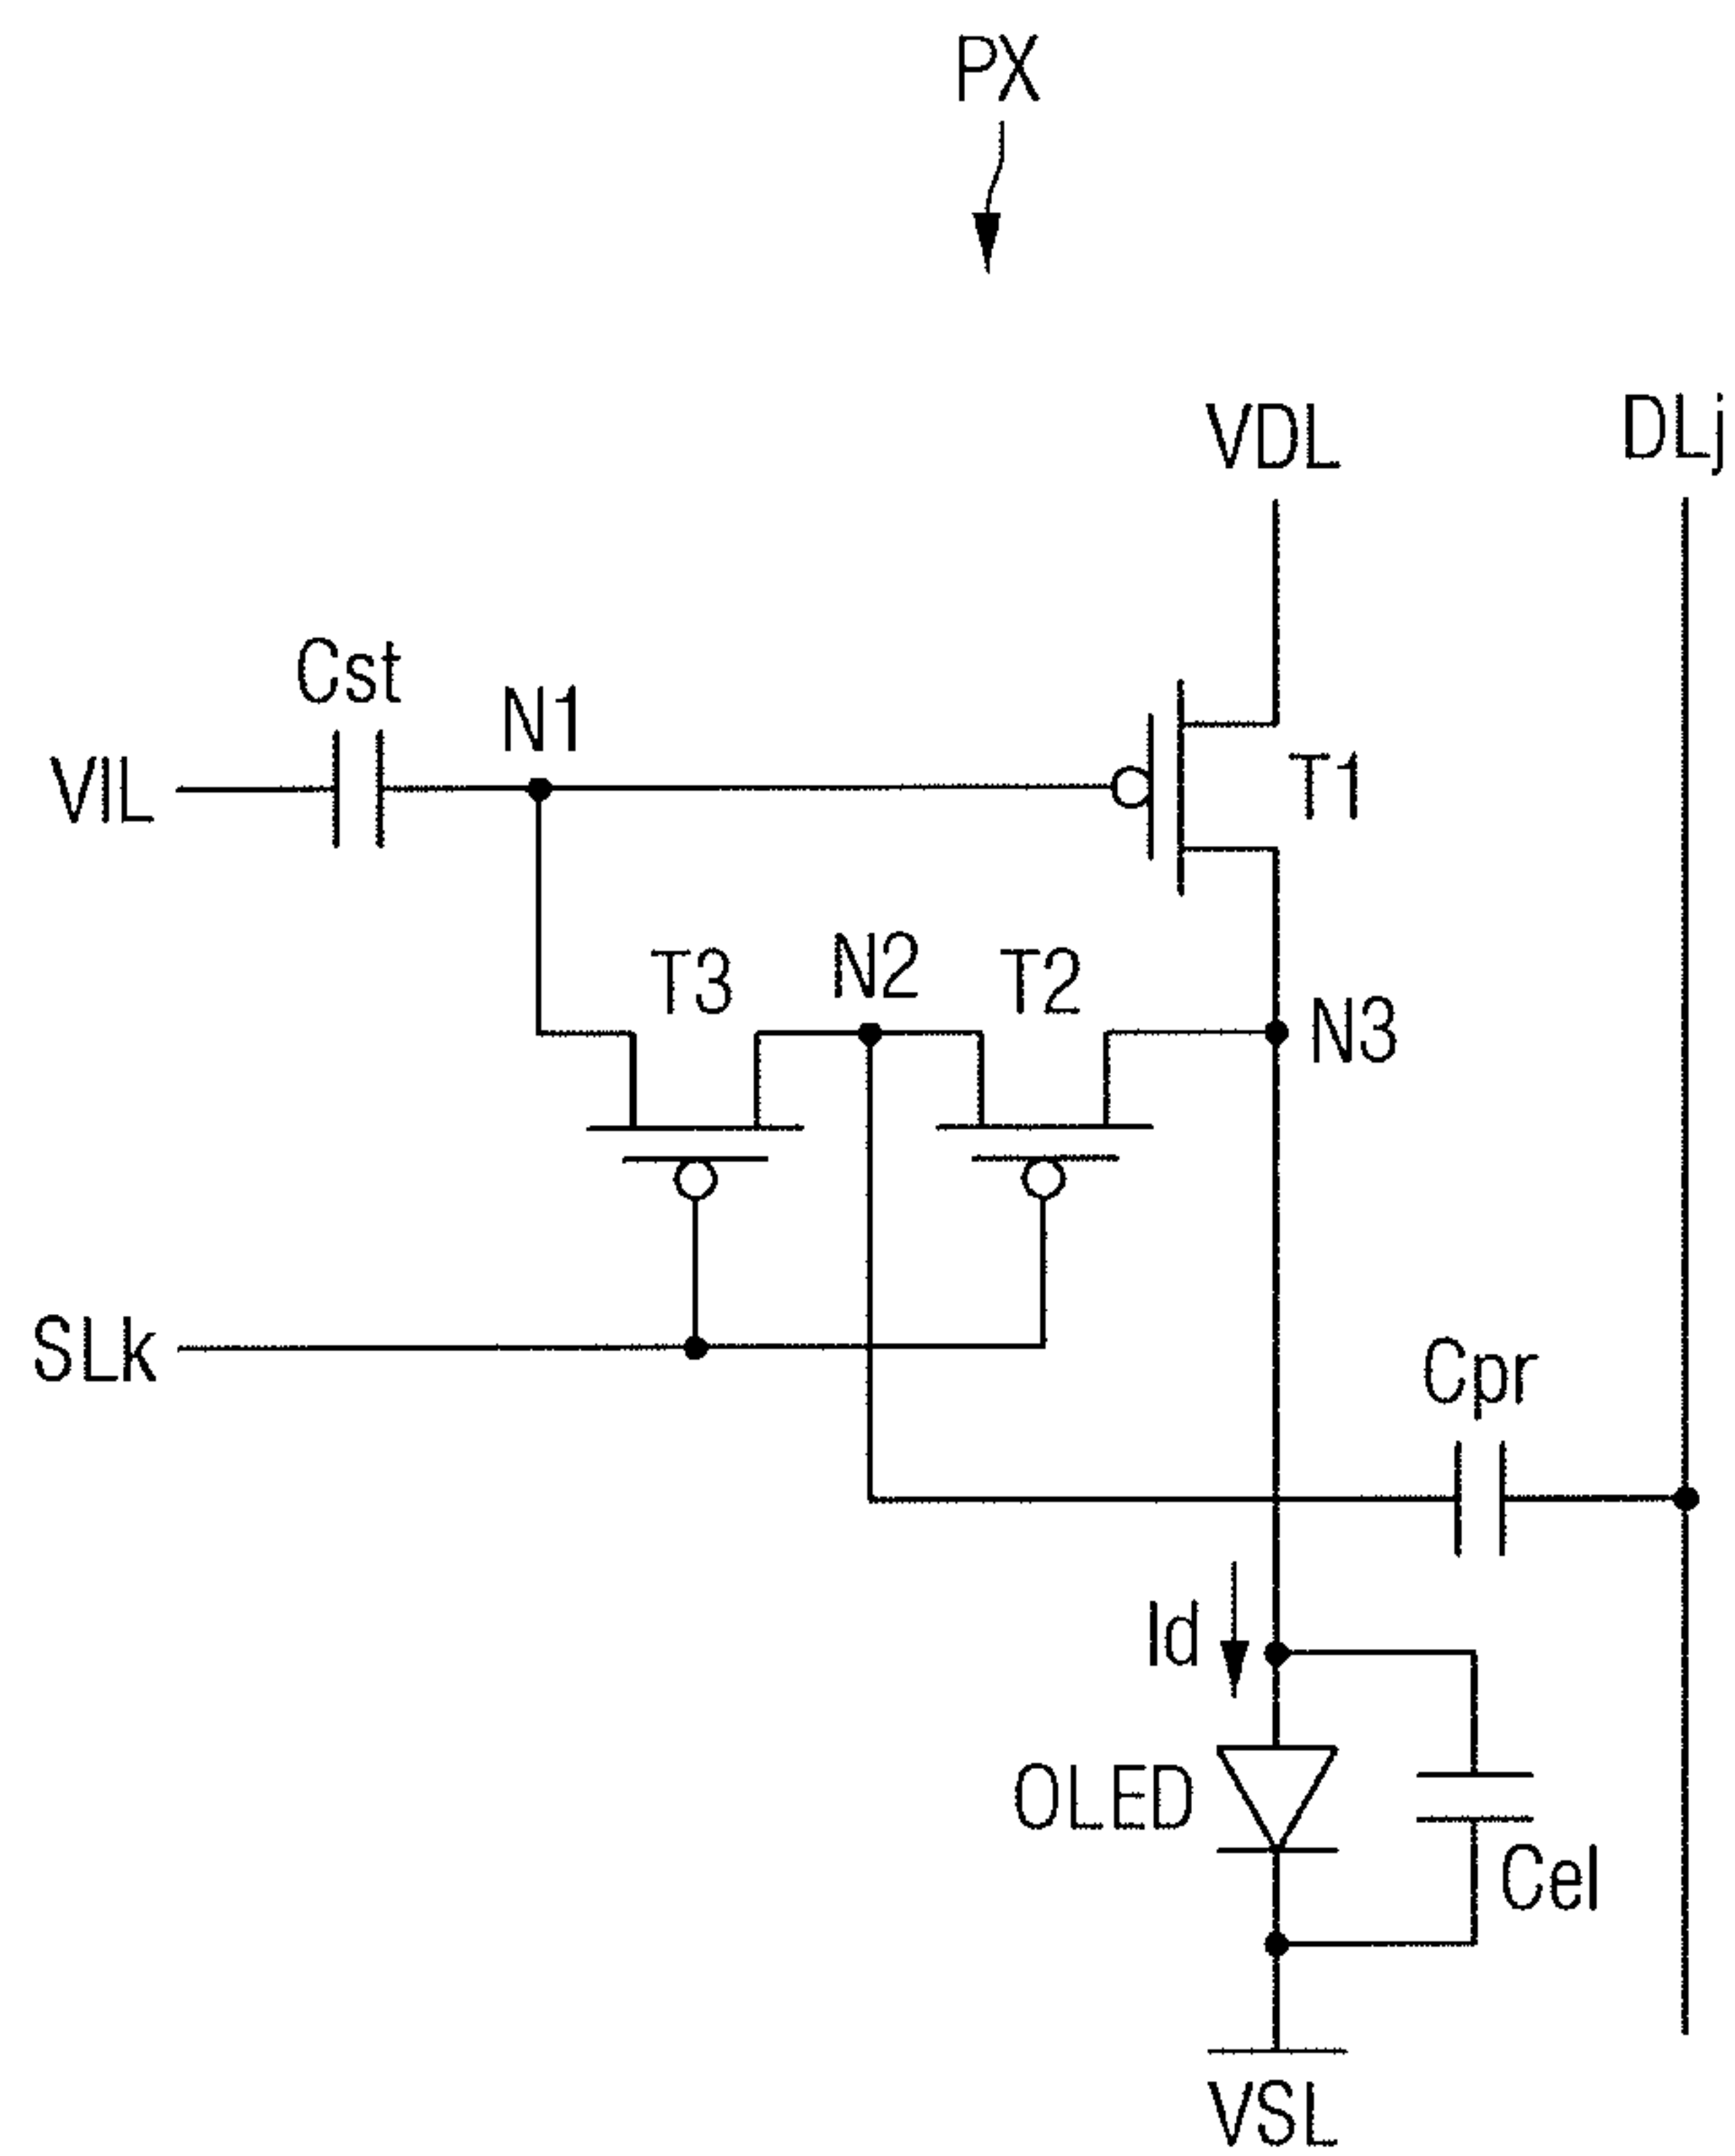 PX
VDL
DLj
Cst
N1
VIL
T1
T3
N2
T2
N3
SLk
Cpr
Id
OLED
Cel
VSL